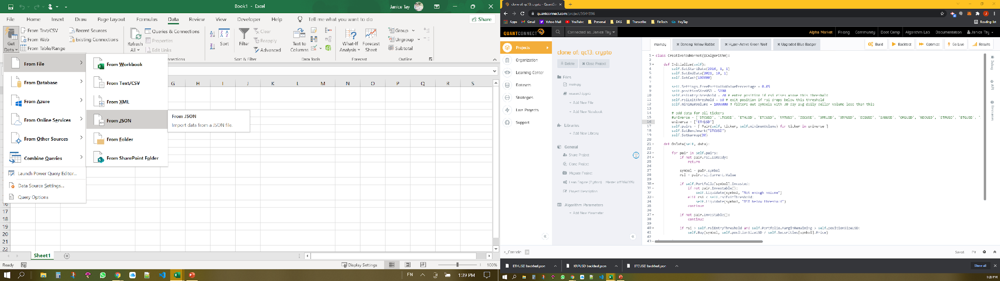 Book1 - Excel
Janice Tay
File Home Insert Draw Page Layout Formulas Data Review View Developer Help Tell me what you want to do Share
Get Data
From Text/CSV
From Web
From Table/Range
Recent Sources
Existing Connections
Refresh All
Queries & Connections
Properties
Edit Links
Sort
Filter
Clear
Reapply
Advanced
Text to Columns
What-If Analysis
Forecast Sheet
Group
Ungroup
Subtotal
nnections Sort & Filter Data Tools Forecast Outline
From File
From Database
From Azure
From Online Services
From Other Sources
Combine Queries
Launch Power Query Editor...
Data Source Settings...
Query Options
From Workbook
From Text/CSV
From XML
From JSON
From Folder
From SharePoint Folder
From JSON
Import data from a JSON file.
G H I J K L M N O P Q R S
16
17
18
19
20
21
22
Sheet1
Ready Display Settings 100%
EN 1:39 PM
clone of: qc13: crypto - QuantCo
quantconnect.com/project/9544896
Apps Gmail Yahoo Mail YouTube Personal DAS Transcribe FinTech HeyTap Reading list
QUANTCONNECT Connected as: Janice Tay Alpha Market Pricing Community Boot Camp Algorithm Lab Documentation Janice Tay
Projects
Organization
Learning Center
Datasets
Strategies
Live Projects
Support
clone of: qc13: crypto
Delete Close Project
Files
main.py
research.ipynb
+ Add New File
+ Add New Notebook
Libraries
+ Add New Library
General
Share Project
Clone Project
Migrate Project
Lean Engine (Python): Master
Project Description
Algorithm Parameters
+ Add New Parameter
main.py Dancing Yellow Rabbit Hyper-Active Green Wolf Upgraded Blue Badger Build Backtest Optimize Go Live Results
1 class CreativeRedHornet(QCAlgorithm):
2
3 def Initialize(self):
4 self.SetStartDate(2016, 1, 1)
5 self.SetEndDate(2021, 10, 1)
6 self.SetCash(100000)
7
8 self.Settings.FreePortfolioValuePercentage = 0.05
9 self.positionSizeUSD = 5000
10 self.rsiEntryThreshold = 70 # enter position if rsi rises above this threshold
11 self.rsiExitThreshold = 60 # exit position if rsi drops below this threshold
12 self.minimumVolume = 1000000 # filters out symbols with 30 day avg daily dollar volume less than this
13
14 # add data for all tickers
15 #universe = ['BTCUSD', 'LTCUSD', 'ETHUSD', 'ETCUSD', 'RRTUSD', 'ZECUSD', 'XMRUSD', 'XRPUSD', 'EOSUSD', 'SANUSD', 'OMGUSD', 'NEOUSD', 'ETPUSD', 'BTGUSD', '
16 universe = ['ETHUSD']
17 self.pairs = [ Pair(self, ticker, self.minimumVolume) for ticker in universe ]
18 self.SetBenchmark("BTCUSD")
19 self.SetWarmup(30)
20
21 def OnData(self, data):
22
23 for pair in self.pairs:
24 if not pair.rsi.IsReady:
25 return
26
27 symbol = pair.symbol
28 rsi = pair.rsi.Current.Value
29
30 if self.Portfolio[symbol].Invested:
31 if not pair.Investable():
32 self.Liquidate(symbol, "Not enough volume")
33 elif rsi < self.rsiExitThreshold:
34 self.Liquidate(symbol, "RSI below threshold")
35 continue
36
37 if not pair.Investable():
38 continue
39
40 if rsi > self.rsiEntryThreshold and self.Portfolio.MarginRemaining > self.positionSizeUSD:
41 self.Buy(symbol, self.positionSizeUSD / self.Securities[symbol].Price)
42
43
Debug
API
Resources
>_Console Saved. PY
ETHUSD backtest.json XRPUSD backtest.json BTCUSD backtest.json Show all
1:39 PM